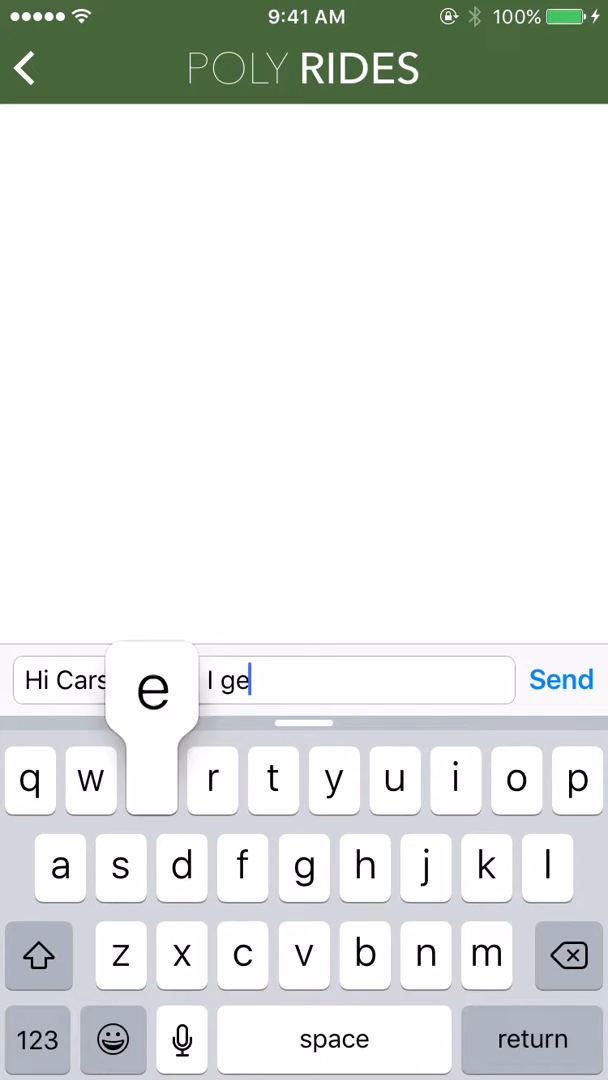 9:41 AM 100%
POLY RIDES
Hi Cars I ge Send
e
q w r t y u i o p
a s d f g h j k l
z x c v b n m
123 space return